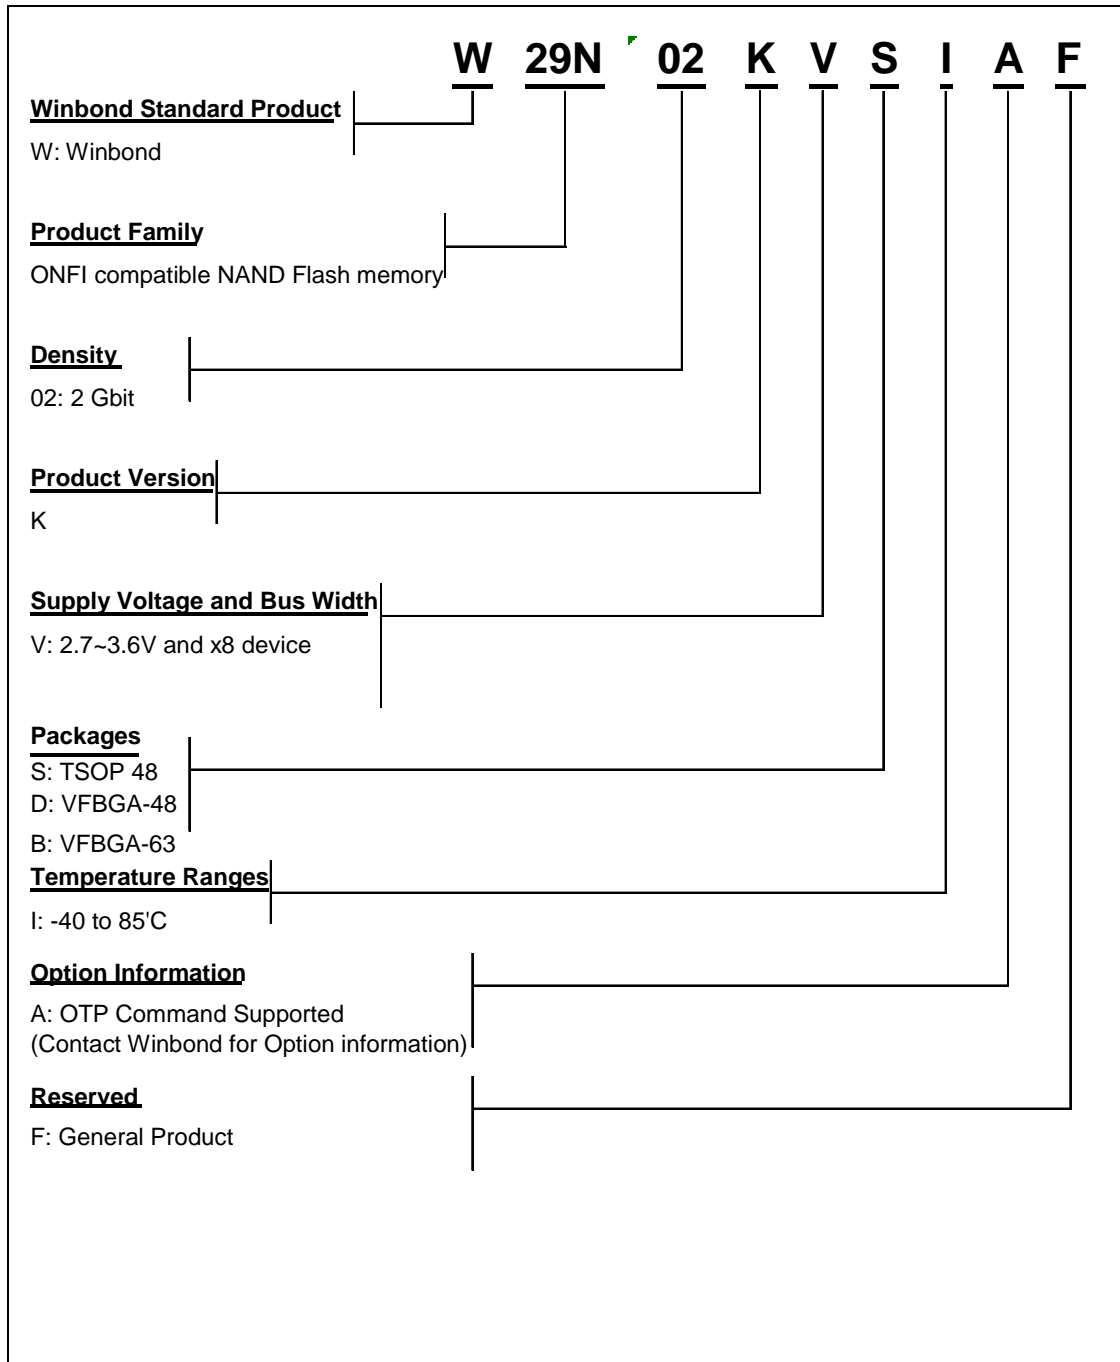 W 29N 02 K V S I A F
Winbond Standard Product
W: Winbond
Product Family
ONFI compatible NAND Flash memory
Density
02: 2 Gbit
Product Version
K
Supply Voltage and Bus Width
V: 2.7~3.6V and x8 device
Packages
S: TSOP 48
D: VFBGA-48
B: VFBGA-63
Temperature Ranges
I: -40 to 85'C
Option Information
A: OTP Command Supported
(Contact Winbond for Option information)
Reserved
F: General Product